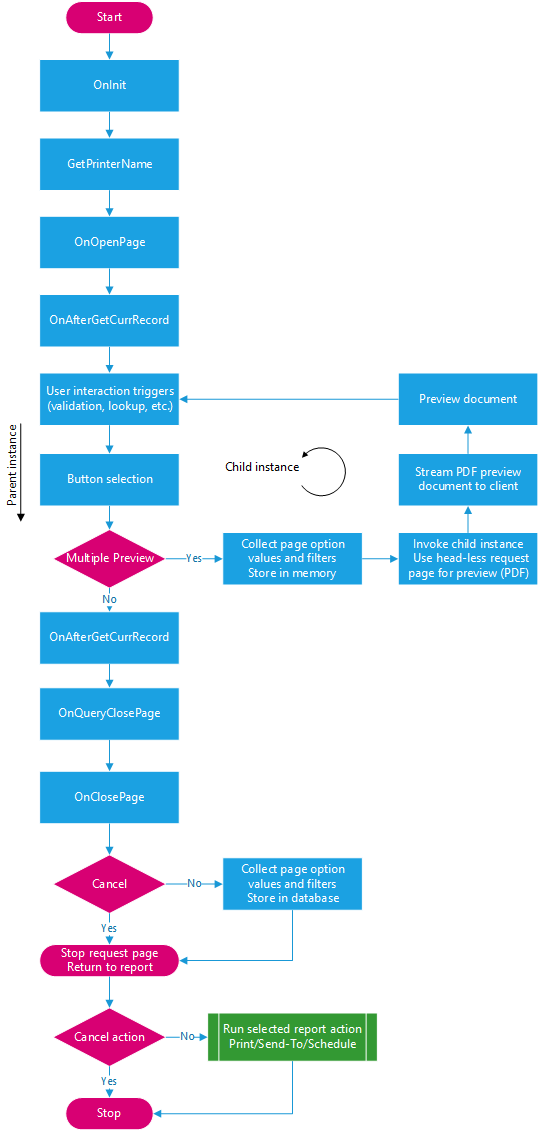 Start
OnInit
GetPrinterName
OnOpenPage
OnAfterGetCurrRecord
User interaction triggers
(validation, lookup, etc.)
Preview document
Parent instance
Button selection
Child instance
Stream PDF preview
document to client
Multiple Preview
Yes
Collect page option
values and filters
Store in memory
Invoke child instance
Use head-less request
page for preview (PDF)
No
OnAfterGetCurrRecord
OnQueryClosePage
OnClosePage
Cancel
No
Collect page option
values and filters
Store in database
Yes
Stop request page
Return to report
Cancel action
No
Run selected report action
Print/Send-To/Schedule
Yes
Stop